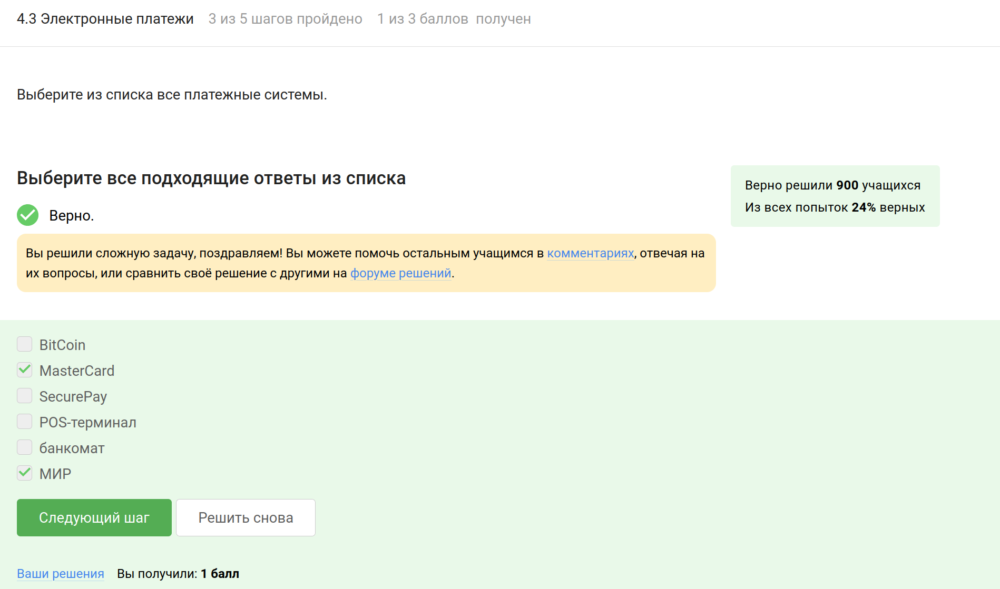 4.3 Электронные платежи 3 из 5 шагов пройдено 1 из 3 баллов получен
Выберите из списка все платежные системы.
Выберите все подходящие ответы из списка
Верно решили 900 учащихся
Из всех попыток 24% верных
Верно.
Вы решили сложную задачу, поздравляем! Вы можете помочь остальным учащимся в комментариях, отвечая на
их вопросы, или сравнить своё решение с другими на форуме решений.
BitCoin
MasterCard
SecurePay
POS-терминал
банкомат
МИР
Следующий шаг Решить снова
Ваши решения Вы получили: 1 балл